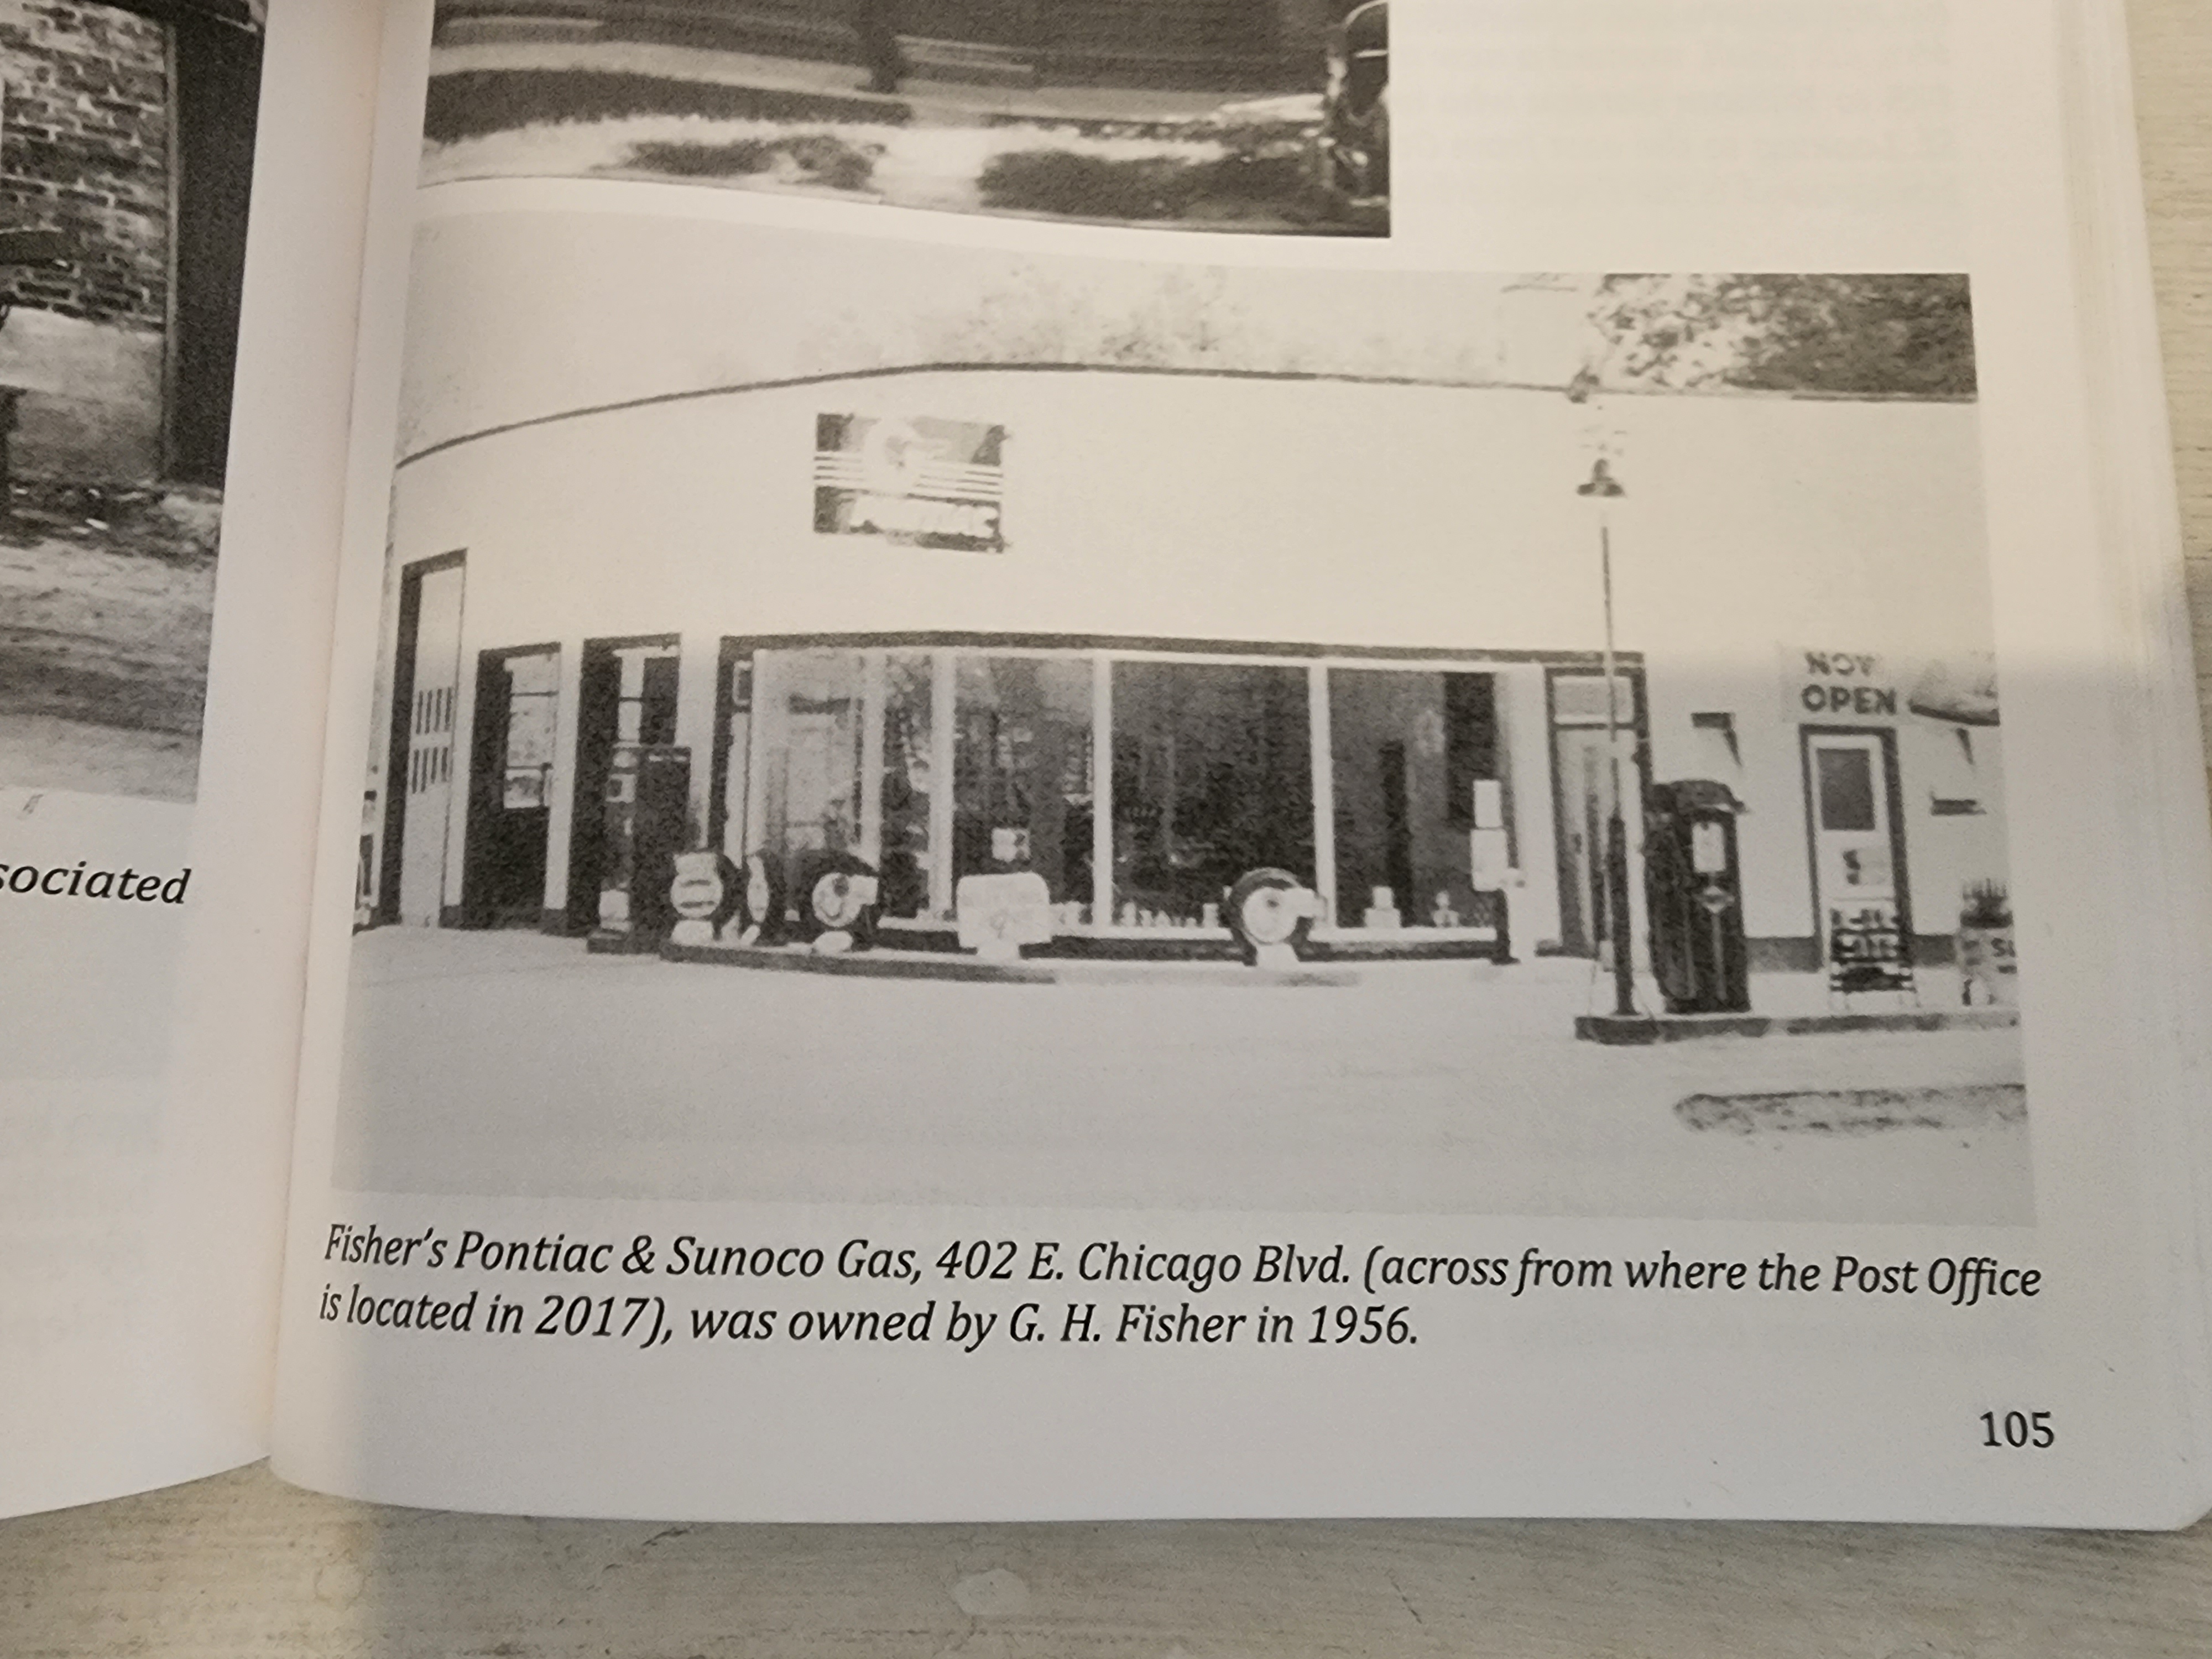 PONTIAC
NOW
OPEN
sociated
Fisher's Pontiac & Sunoco Gas, 402 E. Chicago Blvd. (across from where the Post Office
is located in 2017), was owned by G. H. Fisher in 1956.
105